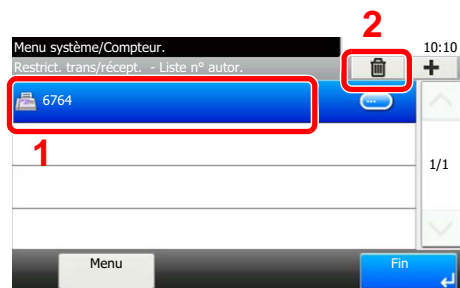 2
Menu système/Compteur.
10:10
Restrict. trans/récept. - Liste n° autor.
+
6764
...
1
1/1
Menu
Fin